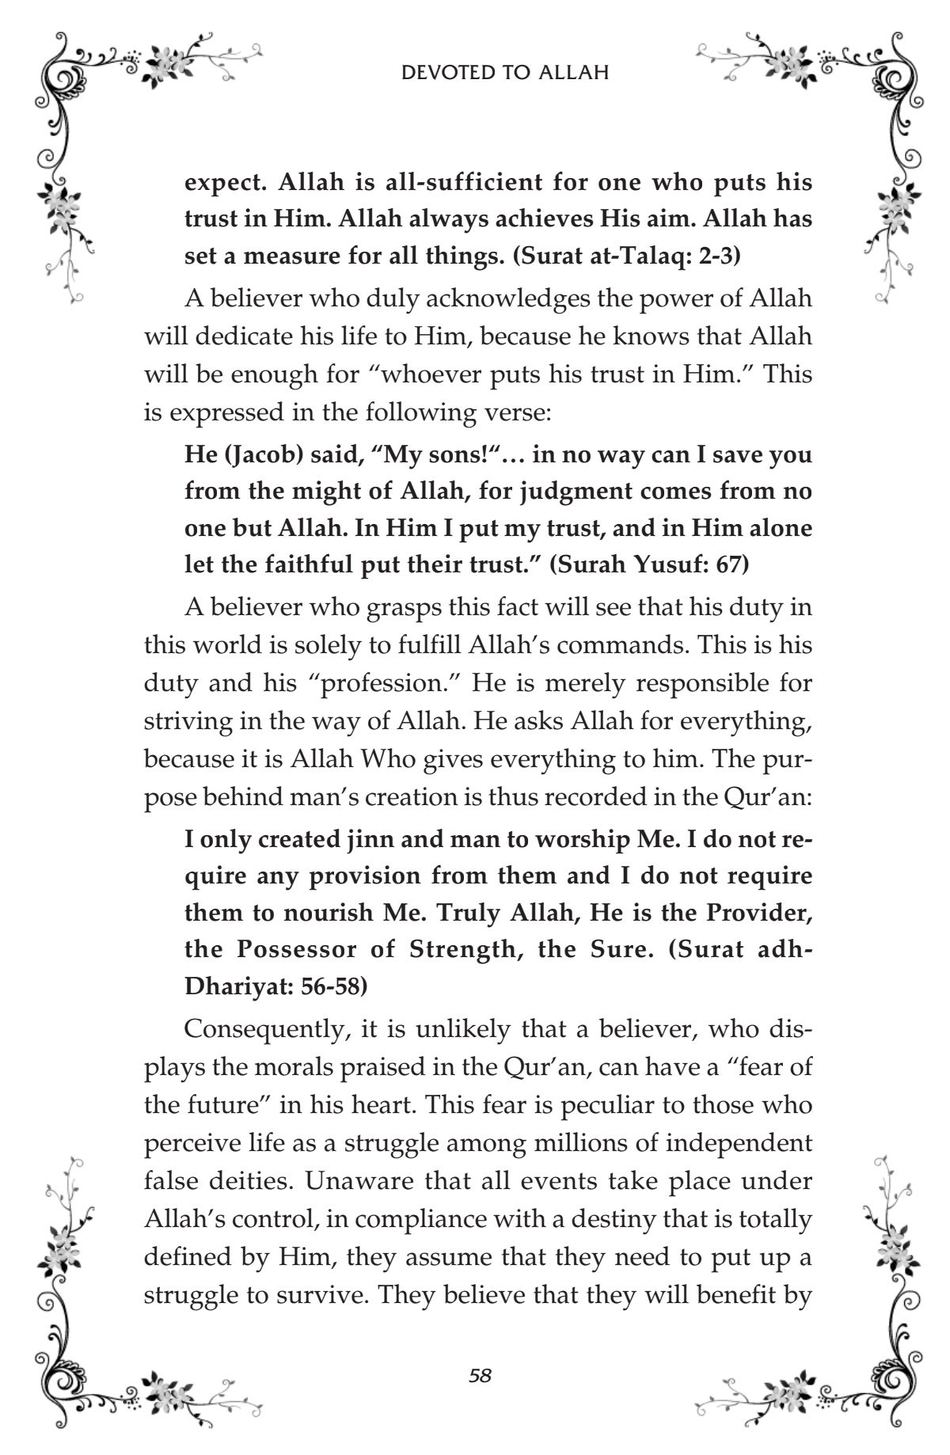 DEVOTED TO ALLAH
expect. Allah is all-sufficient for one who puts his
trust in Him. Allah always achieves His aim. Allah has
set a measure for all things. (Surat at-Talaq: 2-3)
A believer who duly acknowledges the power of Allah
will dedicate his life to Him, because he knows that Allah
will be enough for “whoever puts his trust in Him.” This
is expressed in the following verse:
He (Jacob) said, “My sons!“… in no way can I save you
from the might of Allah, for judgment comes from no
one but Allah. In Him I put my trust, and in Him alone
let the faithful put their trust.” (Surah Yusuf: 67)
A believer who grasps this fact will see that his duty in
this world is solely to fulfill Allah’s commands. This is his
duty and his “profession.” He is merely responsible for
striving in the way of Allah. He asks Allah for everything,
because it is Allah Who gives everything to him. The pur-
pose behind man’s creation is thus recorded in the Qur’an:
I only created jinn and man to worship Me. I do not re-
quire any provision from them and I do not require
them to nourish Me. Truly Allah, He is the Provider,
the Possessor of Strength, the Sure. (Surat adh-
Dhariyat: 56-58)
Consequently, it is unlikely that a believer, who dis-
plays the morals praised in the Qur’an, can have a “fear of
the future” in his heart. This fear is peculiar to those who
perceive life as a struggle among millions of independent
false deities. Unaware that all events take place under
Allah’s control, in compliance with a destiny that is totally
defined by Him, they assume that they need to put up a
struggle to survive. They believe that they will benefit by
58